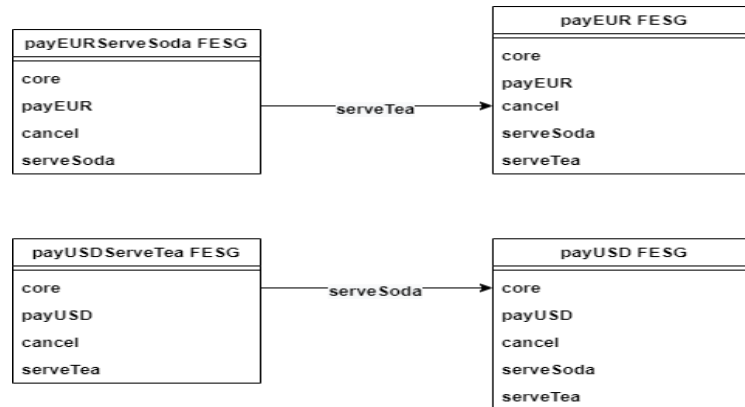 payEURServeSoda FESG
core
payEUR
cancel
serveSoda
serveTea
payEUR FESG
core
payEUR
cancel
serveSoda
serveTea
payUSDServeTea FESG
core
payUSD
cancel
serveTea
serveSoda
payUSD FESG
core
payUSD
cancel
serveSoda
serveTea